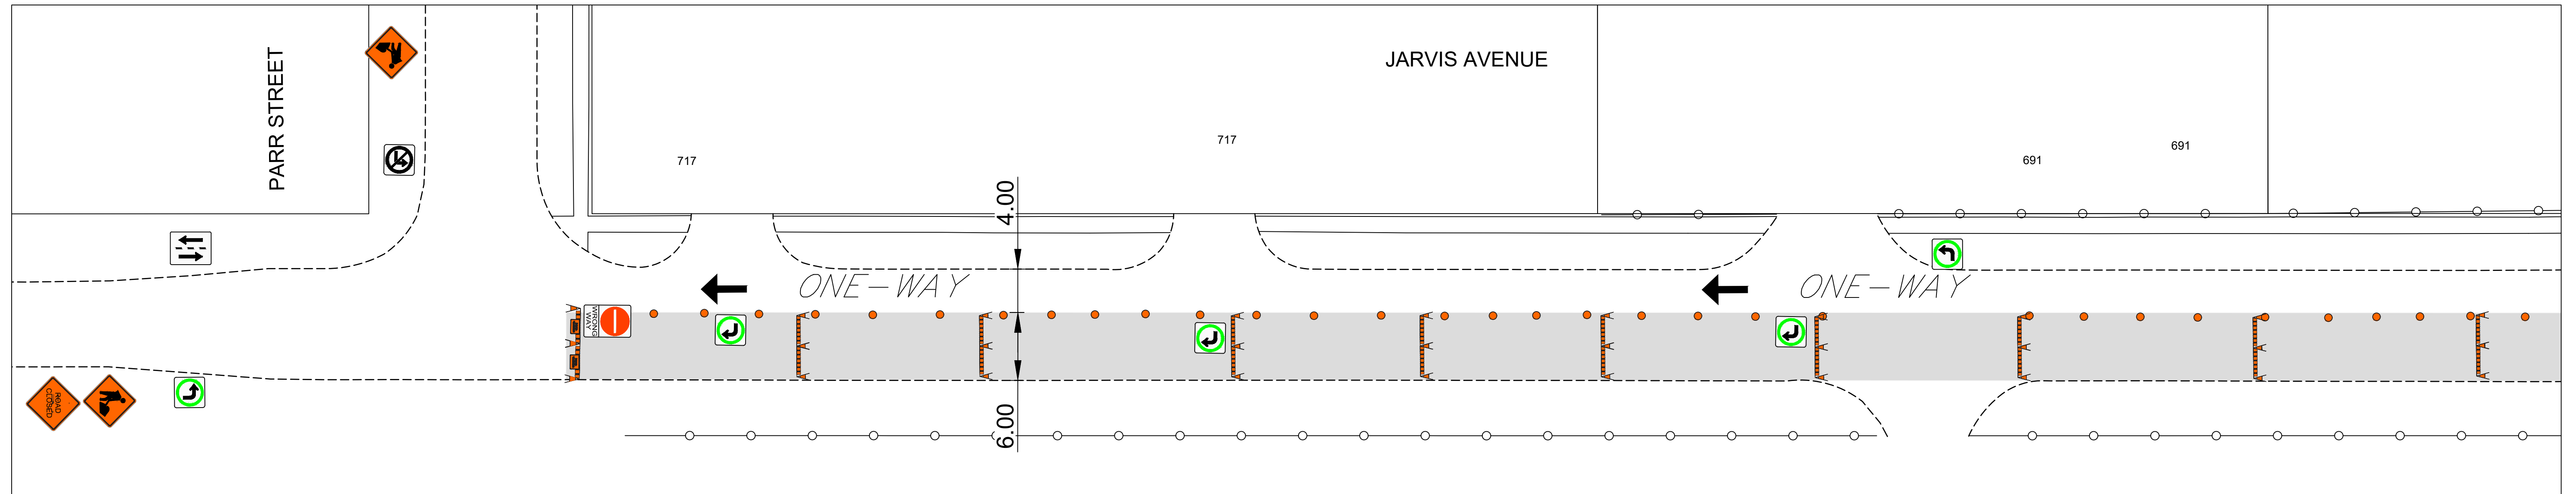 JARVIS AVENUE
PARR STREET
717
717
691
691
4.00
ONE-WAY
ONE-WAY
WRONG
WAY
ROAD
CLOSED
6.00